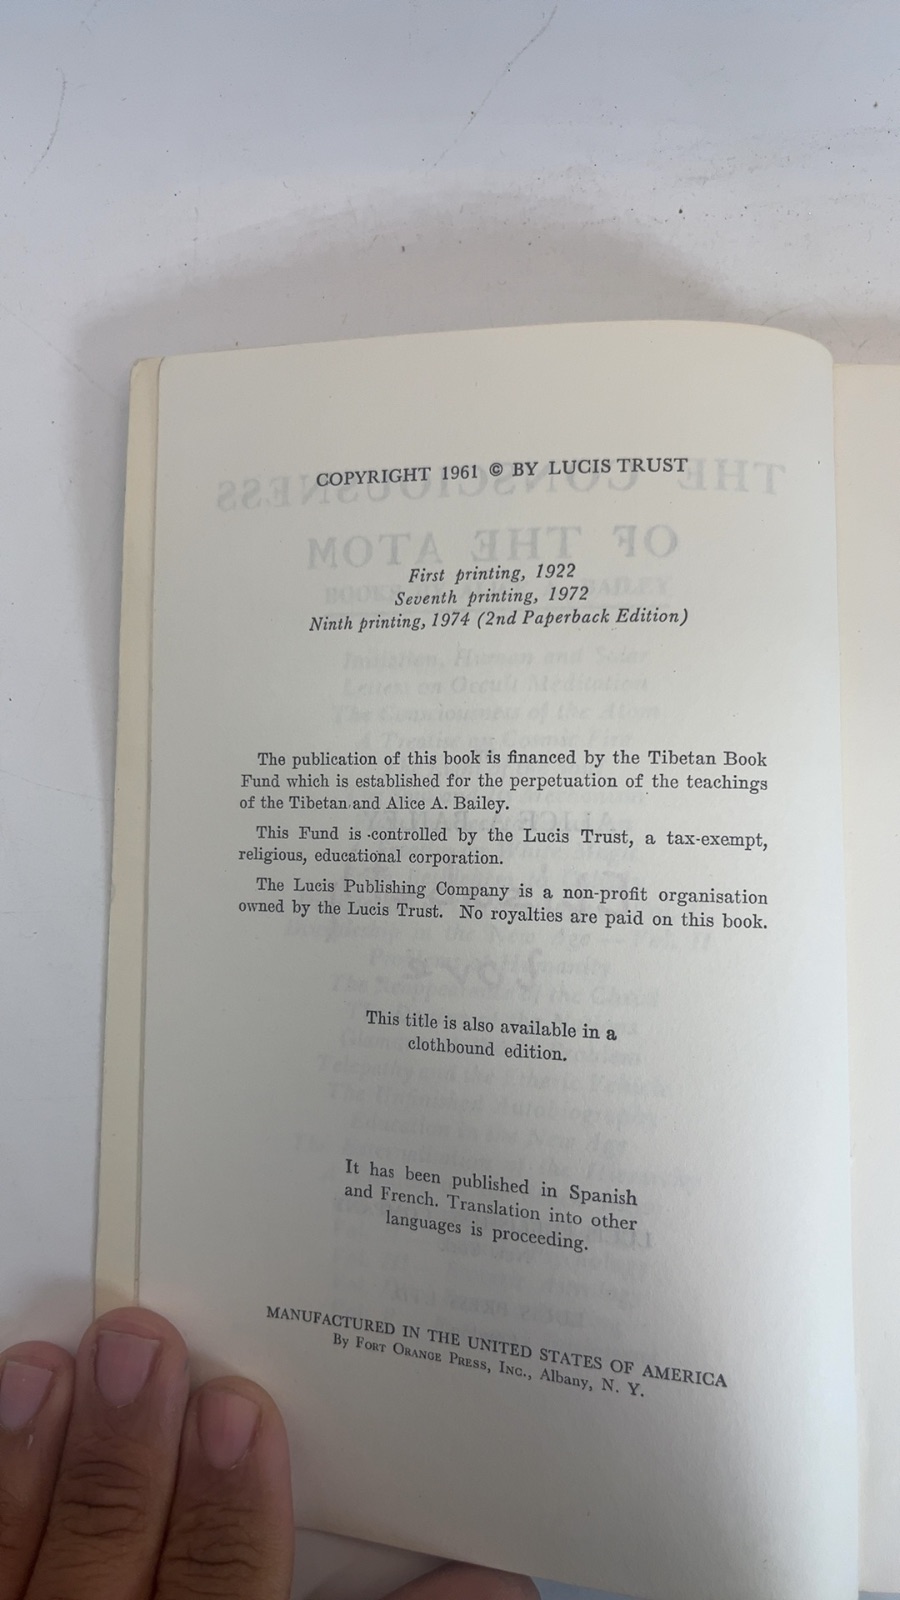 COPYRIGHT 1961 © BY LUCIS TRUST
First printing, 1922
Seventh printing, 1972
Ninth printing, 1974 (2nd Paperback Edition)
The publication of this book is financed by the Tibetan Book
Fund which is established for the perpetuation of the teachings
of the Tibetan and Alice A. Bailey.
This Fund is controlled by the Lucis Trust, a tax-exempt,
religious, educational corporation.
The Lucis Publishing Company is a non-profit organisation
owned by the Lucis Trust. No royalties are paid on this book.
This title is also available in a
clothbound edition.
It has been published in Spanish
and French. Translation into other
languages is proceeding.
MANUFACTURED IN THE UNITED STATES OF AMERICA
By FORT ORANGE PRESS, INC., Albany, N. Y.